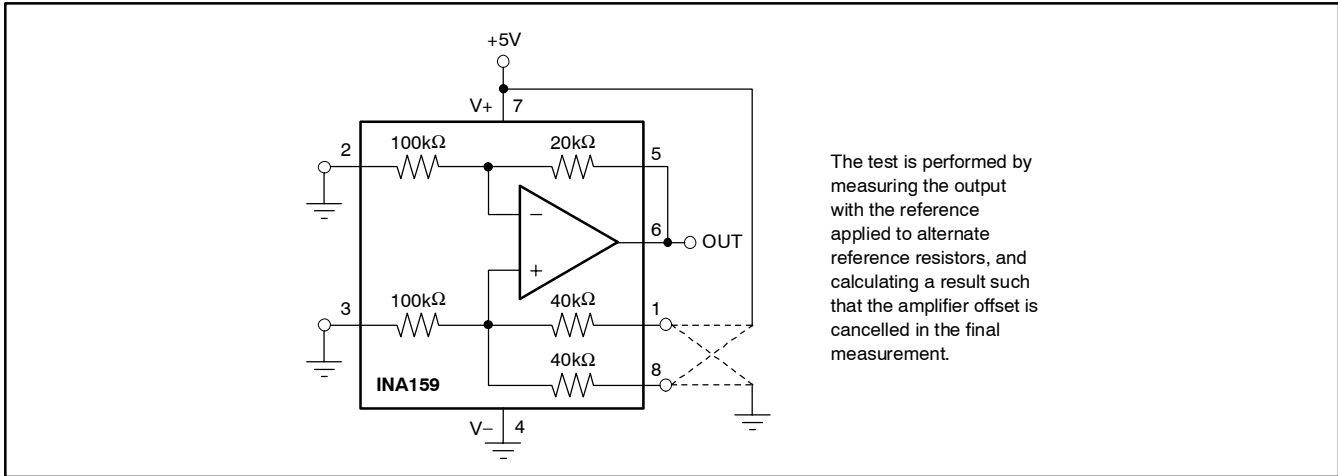 +5V
V+ 7
100kΩ 20kΩ
2 5
−
6 OUT
+
100kΩ 40kΩ
3 1
40kΩ
8
INA159
V− 4
The test is performed by
measuring the output
with the reference
applied to alternate
reference resistors, and
calculating a result such
that the amplifier offset is
cancelled in the final
measurement.